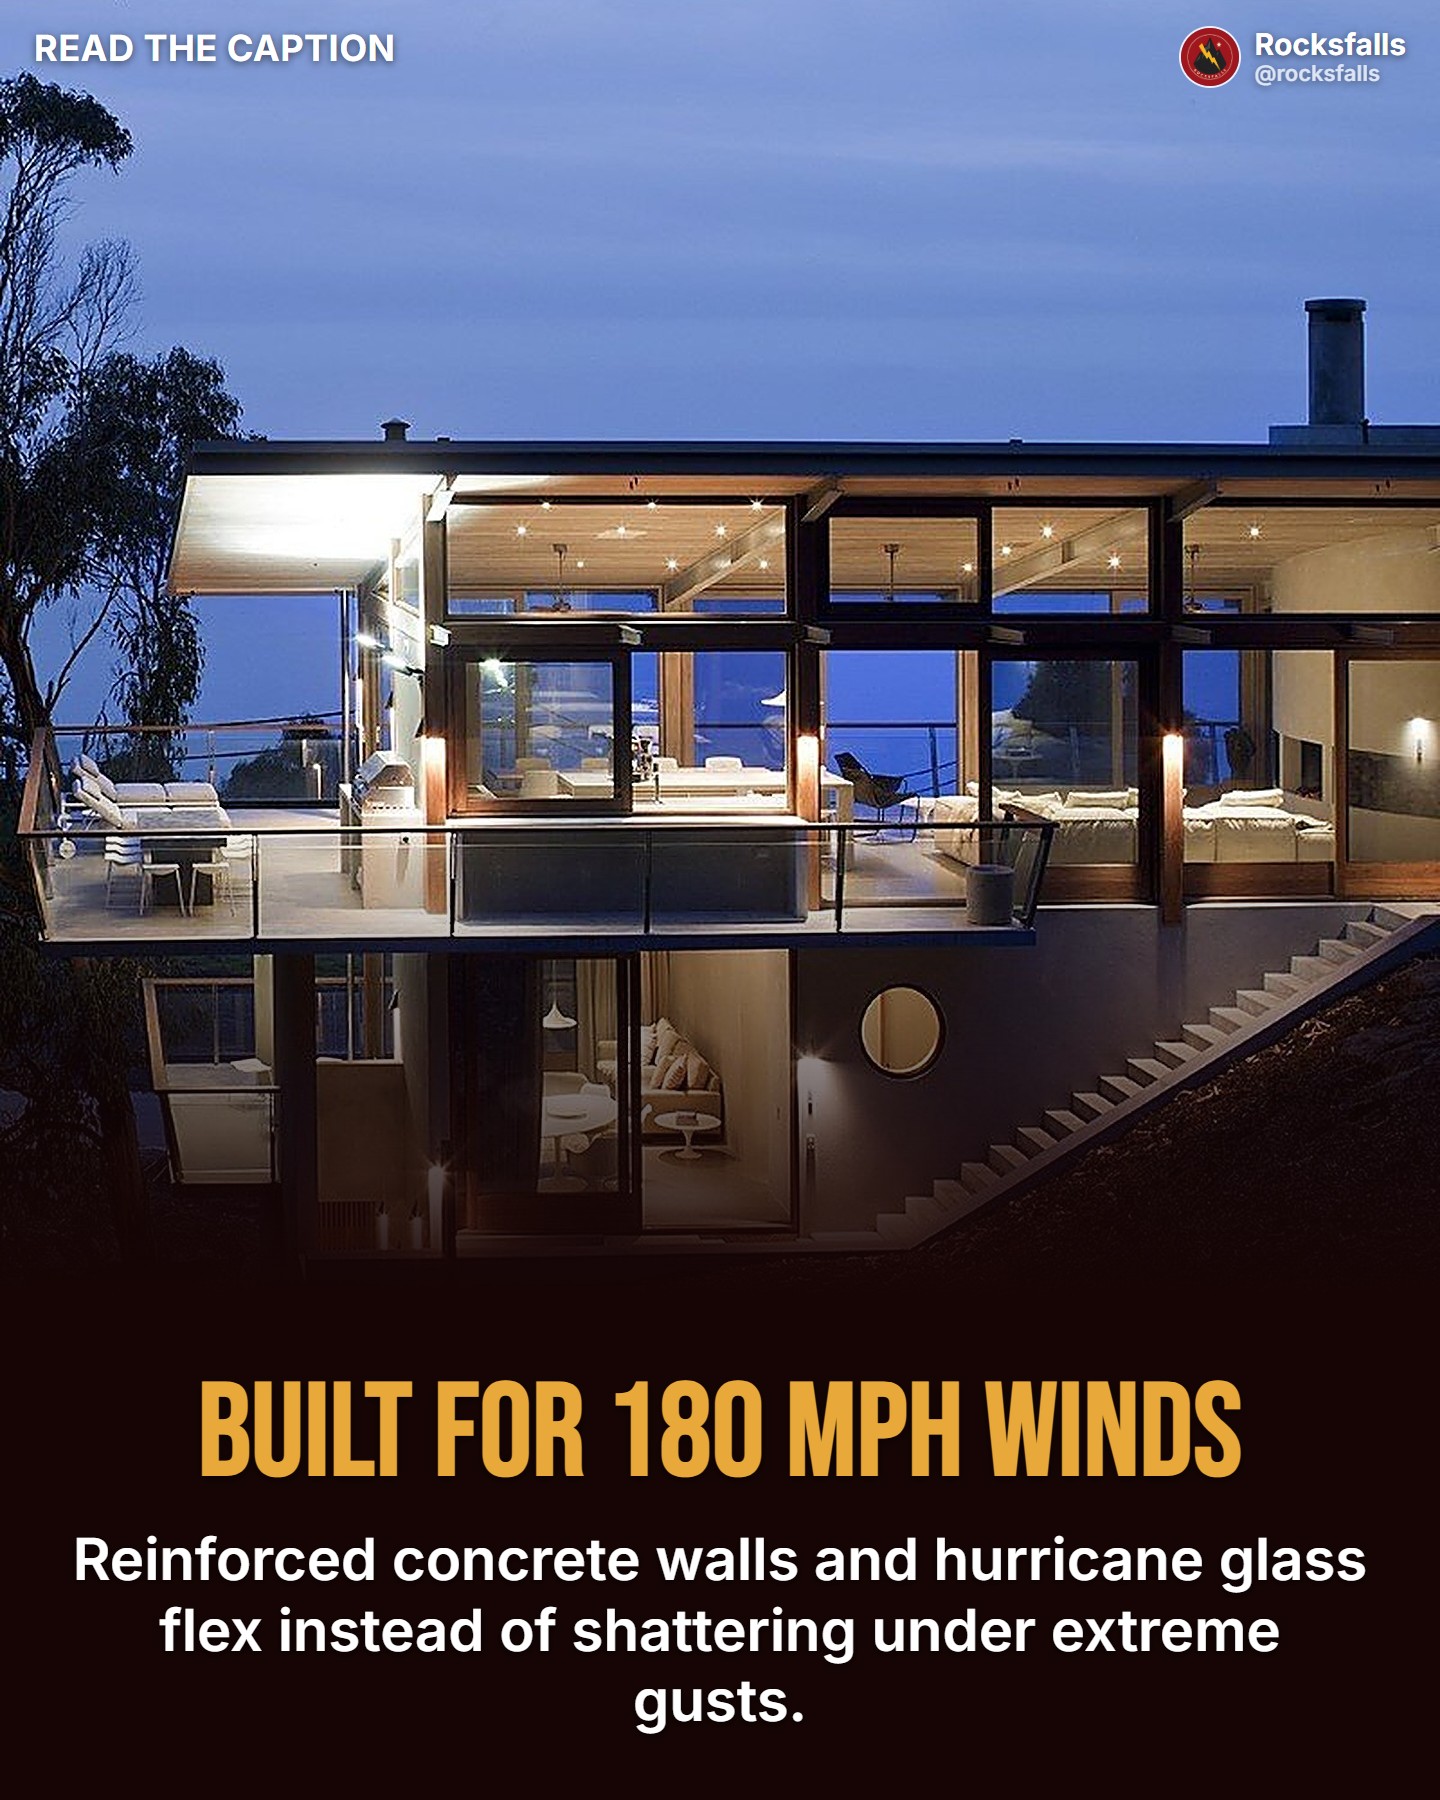 READ THE CAPTION
Rocksfalls
@rocksfalls
BUILT FOR 180 MPH WINDS
Reinforced concrete walls and hurricane glass
flex instead of shattering under extreme
gusts.